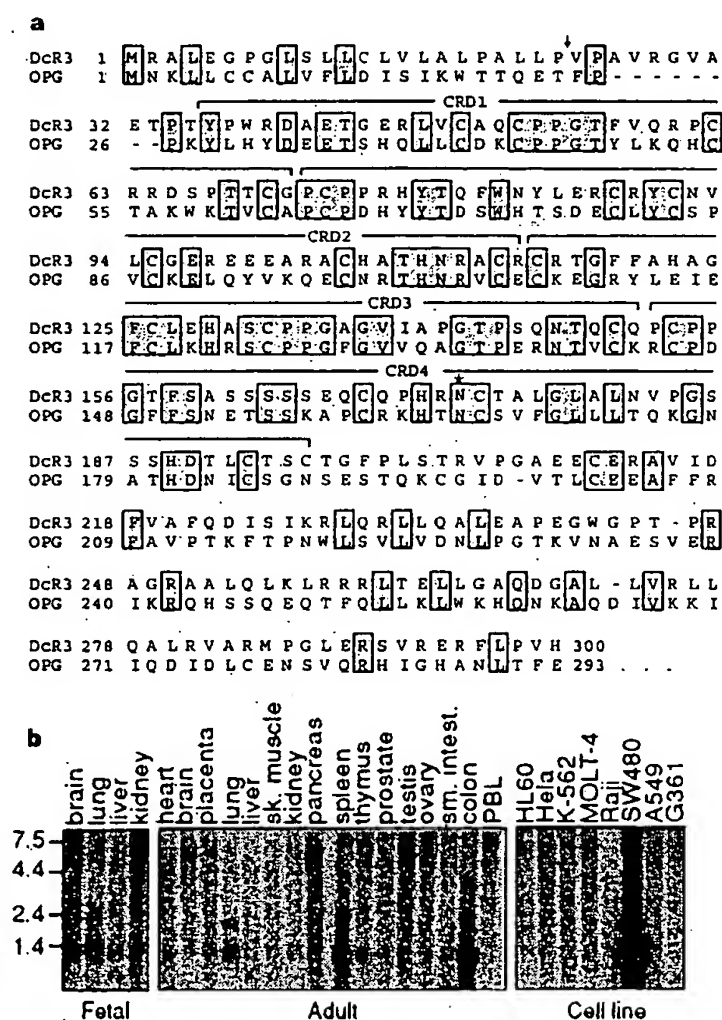 a
DcR3 1 M R A L E G P G L S L L C L V L A L P A L L P V P A V R G V A
OPG 1 M N K L L C C A L V F L D I S I K W T T Q E T F P - - - - - -
CRD1
DcR3 32 E T P T Y P W R D A E T G E R L V C A Q C P P G T F V Q R P C
OPG 26 - - P K Y L H Y D E E T S H Q L L C D K C P P G T Y L K Q H C
DcR3 63 R R D S P T T C G P C P P R H Y T Q F W N Y L E R C R Y C N V
OPG 55 T A K W K T V C A P C P D H Y Y T D S W H T S D E C L Y C S P
CRD2
DcR3 94 L C G E R E E E A R A C H A T H N R A C R C R T G F F A H A G
OPG 86 V C K E L Q Y V K Q E C N R T H N R V C E C K E G R Y L E I E
CRD3
DcR3 125 F C L E H A S C P P G A G V I A P G T P S Q N T Q C Q P C P P
OPG 117 F C L K H R S C P P G F G V V Q A G T P E R N T V C K R C P D
CRD4
DcR3 156 G T F S A S S S S S E Q C Q P H R N C T A L G L A L N V P G S
OPG 148 G F F S N E T S S K A P C R K H T N C S V F G L L L T Q K G N
DcR3 187 S S H D T L C T S C T G F P L S T R V P G A E E C E R A V I D
OPG 179 A T H D N I C S G N S E S T Q K C G I D - V T L C E E A F F R
DcR3 218 F V A F Q D I S I K R L Q R L L Q A L E A P E G W G P T - P R
OPG 209 F A V P T K F T P N W L S V L V D N L P G T K V N A E S V E R
DcR3 248 A G R A A L Q L K L R R R L T E L L G A Q D G A L - L V R L L
OPG 240 I K R Q H S S Q E Q T F Q L L K L W K H Q N K A Q D I V K K I
DcR3 278 Q A L R V A R M P G L E R S V R E R F L P V H 300
OPG 271 I Q D I D L C E N S V Q R H I G H A N L T F E 293 . . .
b
brain lung liver kidney heart brain placenta lung liver sk. muscle kidney pancreas spleen thymus prostate testis ovary sm. intest. colon PBL HL60 Hela K-562 MOLT-4 Raji SW480 A549 G361
7.5
4.4
2.4
1.4
Fetal Adult Cell line